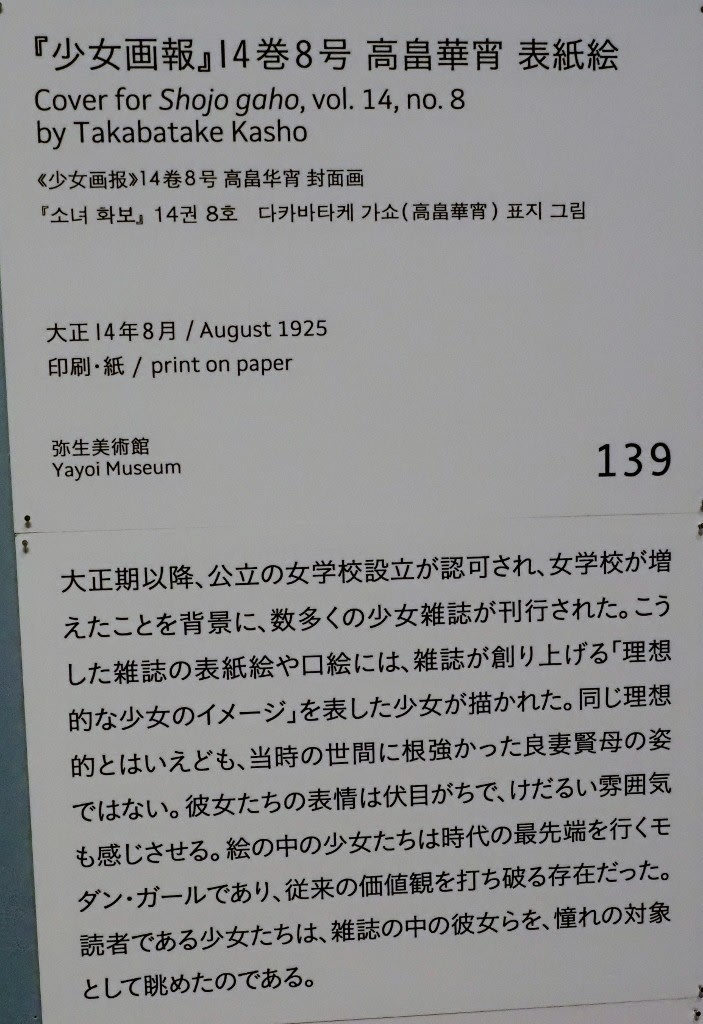 『少女画報』14巻8号 高畠華宵 表紙絵
Cover for Shojo gaho, vol. 14, no. 8
by Takabatake Kasho
《少女画报》14卷8号 高畠华宵 封面画
『소녀 화보』 14권 8호 다카바타케 가쇼(高畠華宵) 표지 그림
大正14年8月 / August 1925
印刷・紙 / print on paper
弥生美術館
Yayoi Museum
139
大正期以降、公立の女学校設立が認可され、女学校が増
えたことを背景に、数多くの少女雑誌が刊行された。こう
した雑誌の表紙絵や口絵には、雑誌が創り上げる「理想
的な少女のイメージ」を表した少女が描かれた。同じ理想
的とはいえども、当時の世間に根強かった良妻賢母の姿
ではない。彼女たちの表情は伏目がちで、けだるい雰囲気
も感じさせる。絵の中の少女たちは時代の最先端を行くモ
ダン・ガールであり、従来の価値観を打ち破る存在だった。
読者である少女たちは、雑誌の中の彼女らを、憧れの対象
として眺めたのである。